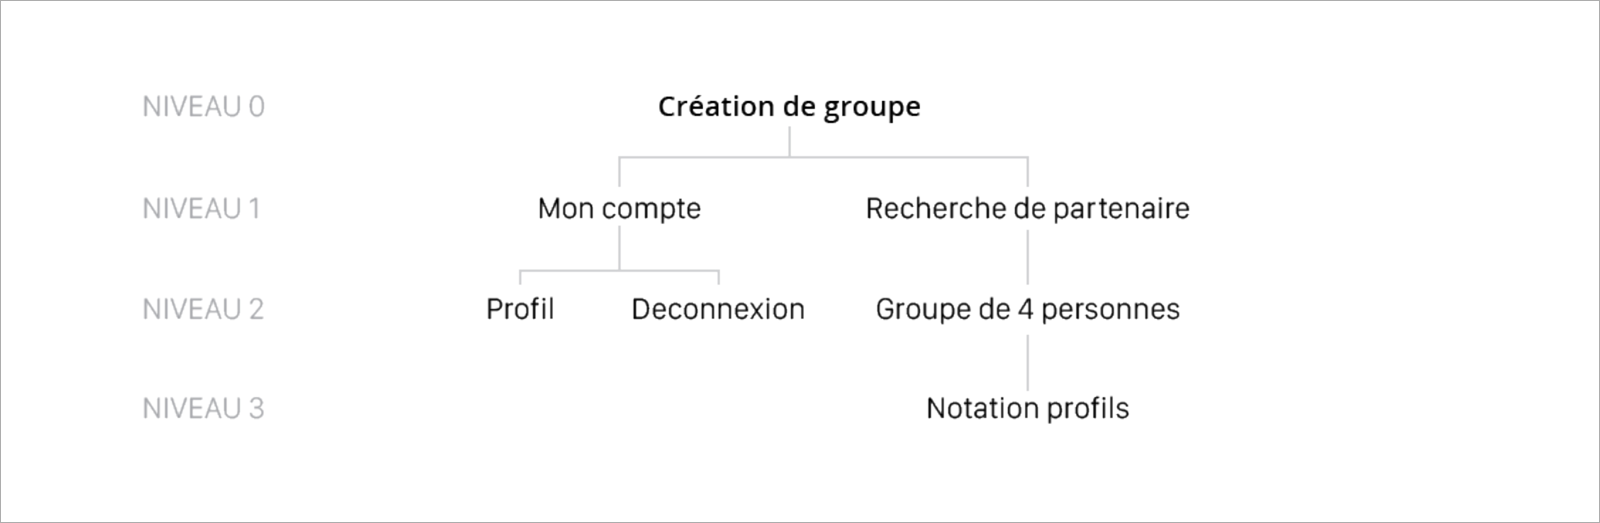 NIVEAU 0
Création de groupe
NIVEAU 1
Mon compte
Recherche de partenaire
NIVEAU 2
Profil
Deconnexion
Groupe de 4 personnes
NIVEAU 3
Notation profils